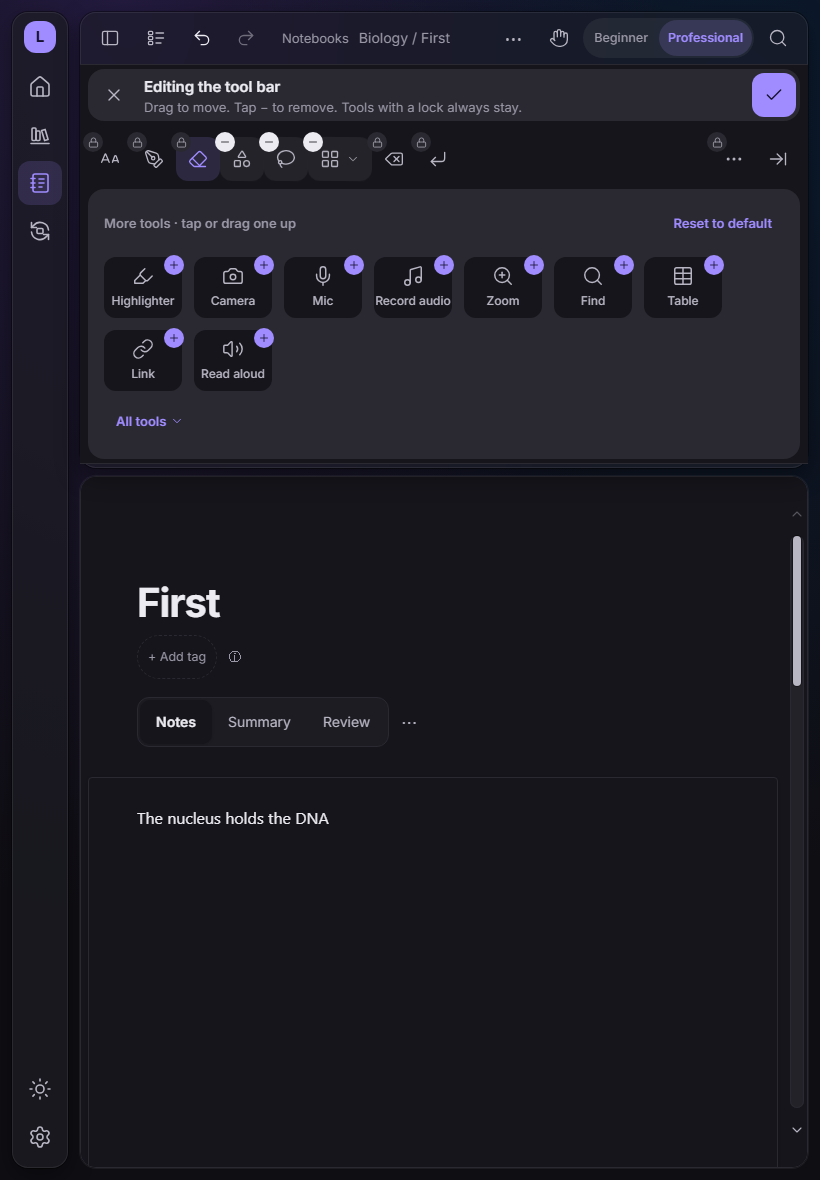 L
Notebooks Biology / First
Beginner Professional
Editing the tool bar
Drag to move. Tap − to remove. Tools with a lock always stay.
AA
More tools · tap or drag one up
Reset to default
Highlighter Camera Mic Record audio Zoom Find Table
Link Read aloud
All tools
First
+ Add tag
Notes Summary Review
The nucleus holds the DNA